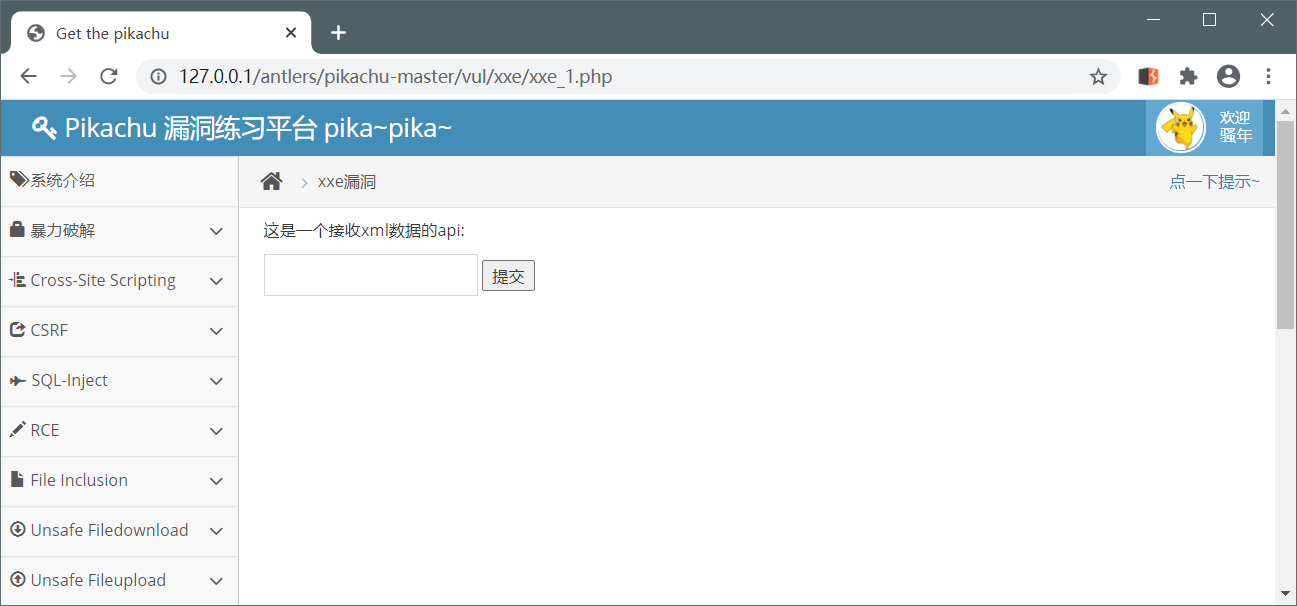 Get the pikachu
127.0.0.1/antlers/pikachu-master/vul/xxe/xxe_1.php
Pikachu 漏洞练习平台 pika~pika~
欢迎
骚年
系统介绍
xxe漏洞
点一下提示~
暴力破解
这是一个接收xml数据的api:
提交
Cross-Site Scripting
CSRF
SQL-Inject
RCE
File Inclusion
Unsafe Filedownload
Unsafe Fileupload